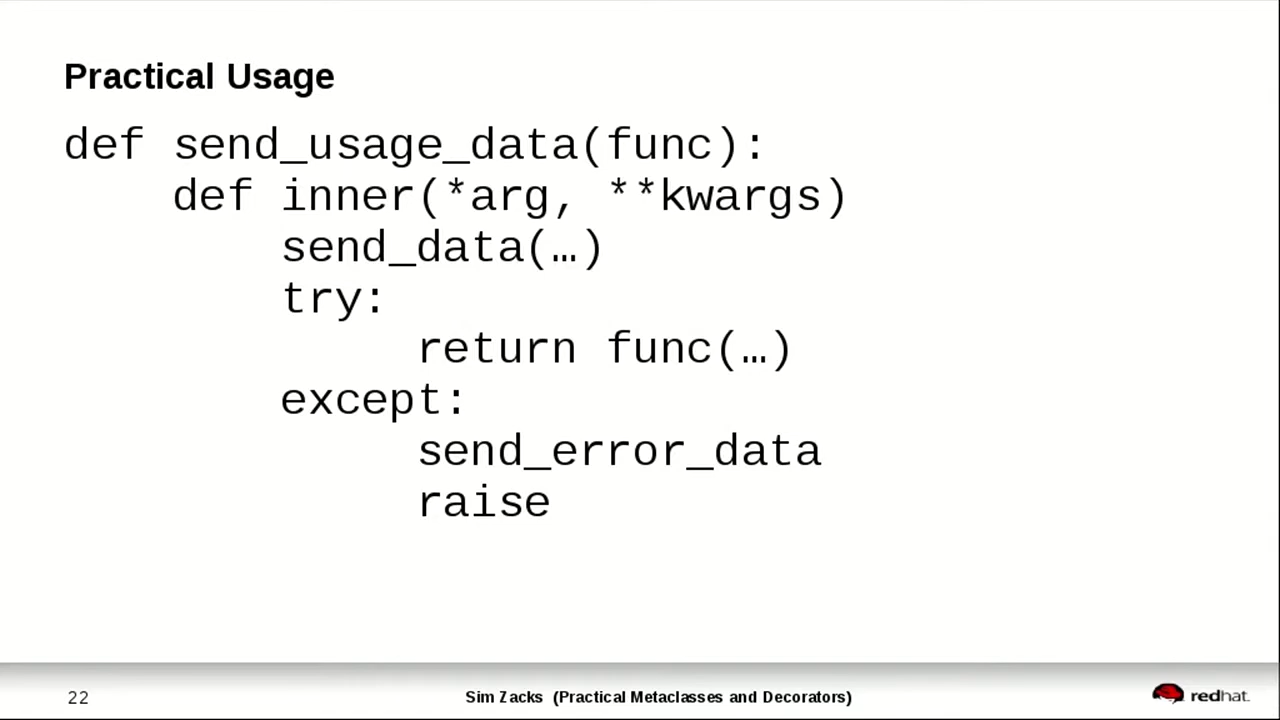 Practical Usage
def send_usage_data(func):
    def inner(*arg, **kwargs)
        send_data(…)
        try:
             return func(…)
        except:
             send_error_data
             raise
22
Sim Zacks (Practical Metaclasses and Decorators)
redhat.